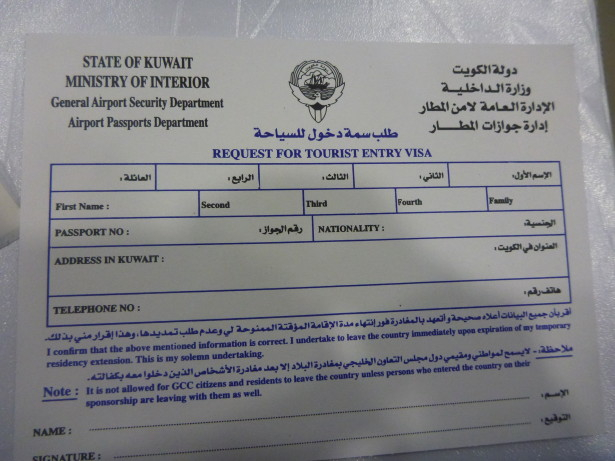 STATE OF KUWAIT
MINISTRY OF INTERIOR
General Airport Security Department
Airport Passports Department
دولة الكويت
وزارة الداخلية
الإدارة العامة لامن المطار
إدارة جوازات المطار
طلب سمة دخول للسياحة
REQUEST FOR TOURIST ENTRY VISA
الإسم الأول: الثاني: الثالث: الرابع: العائلة:
First Name : Second Third Fourth Family
PASSPORT NO : رقم الجواز: NATIONALITY : الجنسية:
ADDRESS IN KUWAIT : العنوان في الكويت:
TELEPHONE NO : هاتف رقم:
أقر بأن جميع البيانات أعلاه صحيحة وأتعهد بالمغادرة فور إنتهاء مدة الإقامة المؤقتة الممنوحة لي وعدم طلب تمديدها، وهذا إقرار مني بذلك.
I confirm that the above mentioned information is correct. I undertake to leave the country immediately upon expiration of my temporary
residency extension. This is my solemn undertaking.
ملاحظة: - لا يسمح لمواطني ومقيمي دول مجلس التعاون الخليجي بمغادرة البلاد إلا بعد مغادرة الأشخاص الذين دخلوا معه بكفالته.
Note : It is not allowed for GCC citizens and residents to leave the country unless persons who entered the country on their
sponsorship are leaving with them as well.
NAME : الإسم:
SIGNATURE : التوقيع: